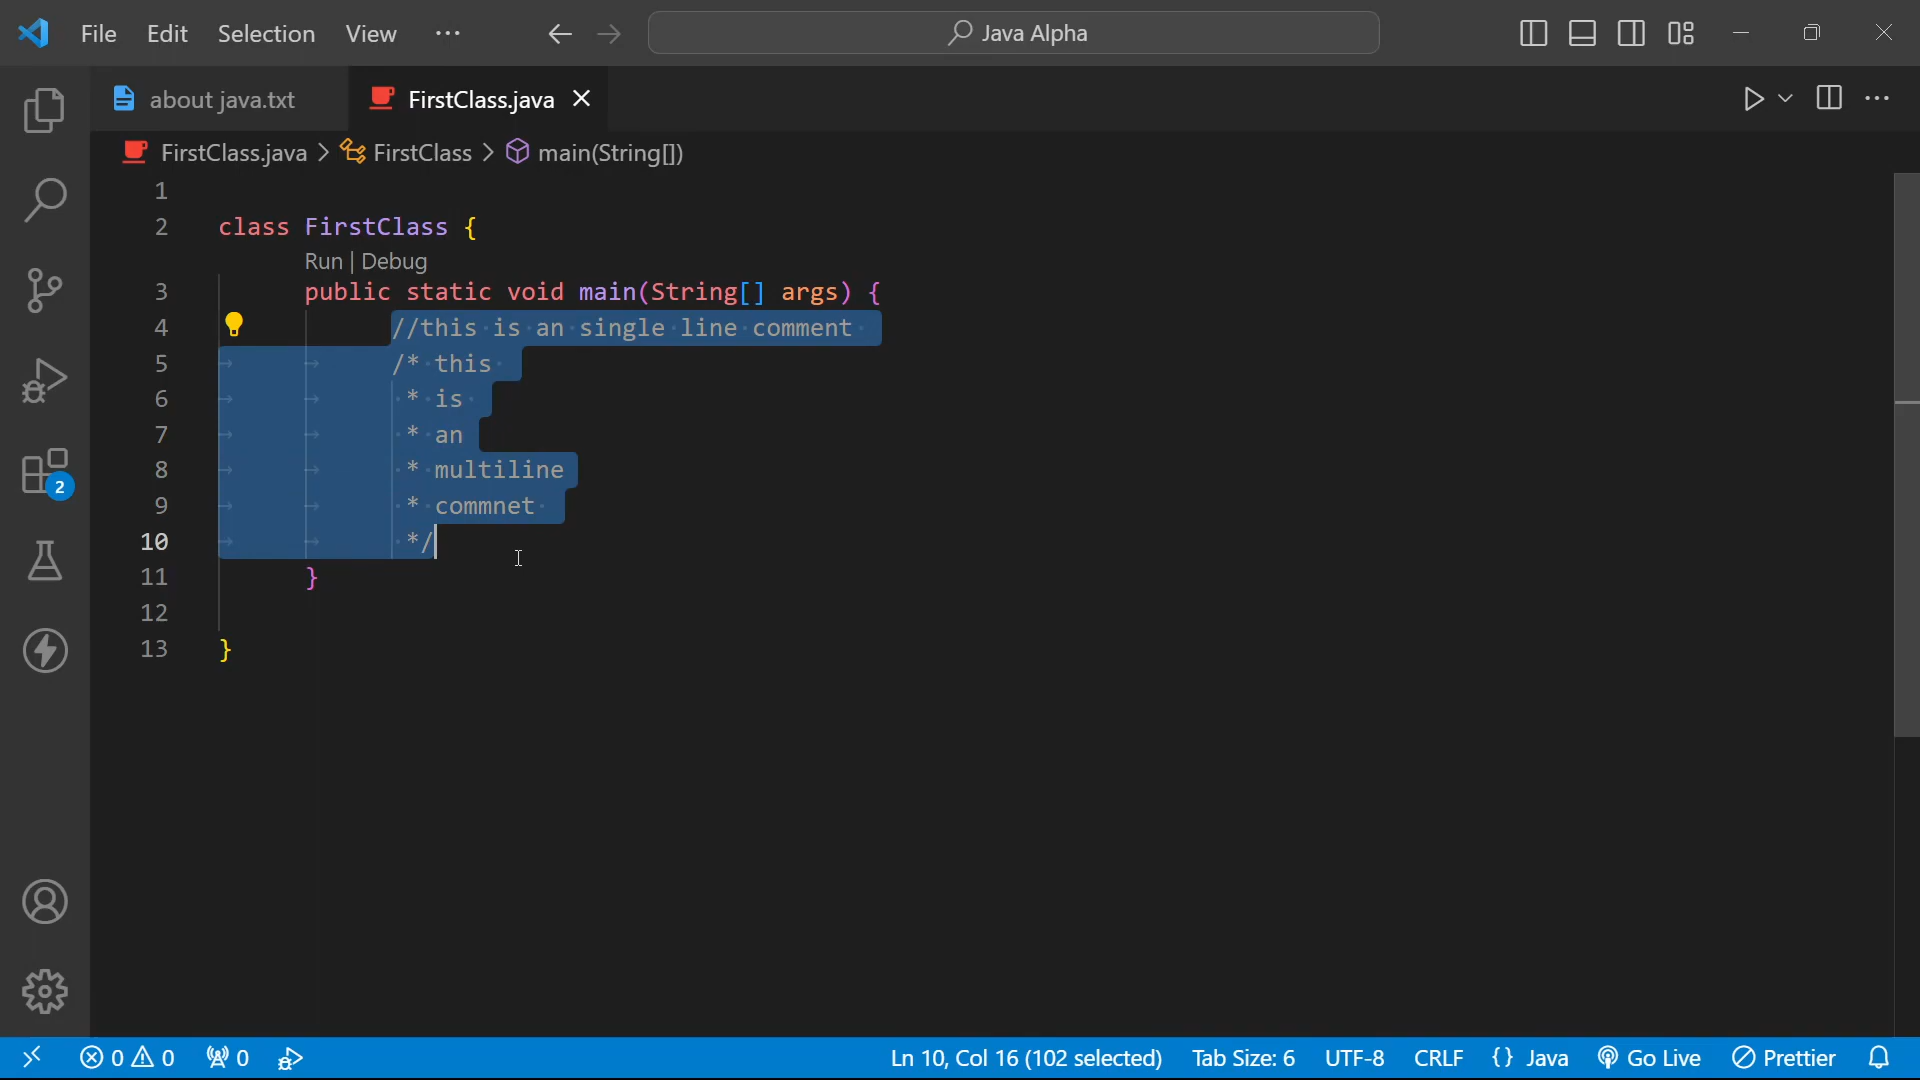 File Edit Selection View ··· Java Alpha
about java.txt FirstClass.java
FirstClass.java > FirstClass > main(String[])
1
2 class FirstClass {
Run | Debug
3 public static void main(String[] args) {
4 //this is an single line comment
5 /* this
6 * is
7 * an
8 * multiline
9 * commnet
10 */
11 }
12
13 }
2
0 0 0 Ln 10, Col 16 (102 selected) Tab Size: 6 UTF-8 CRLF {} Java Go Live Prettier